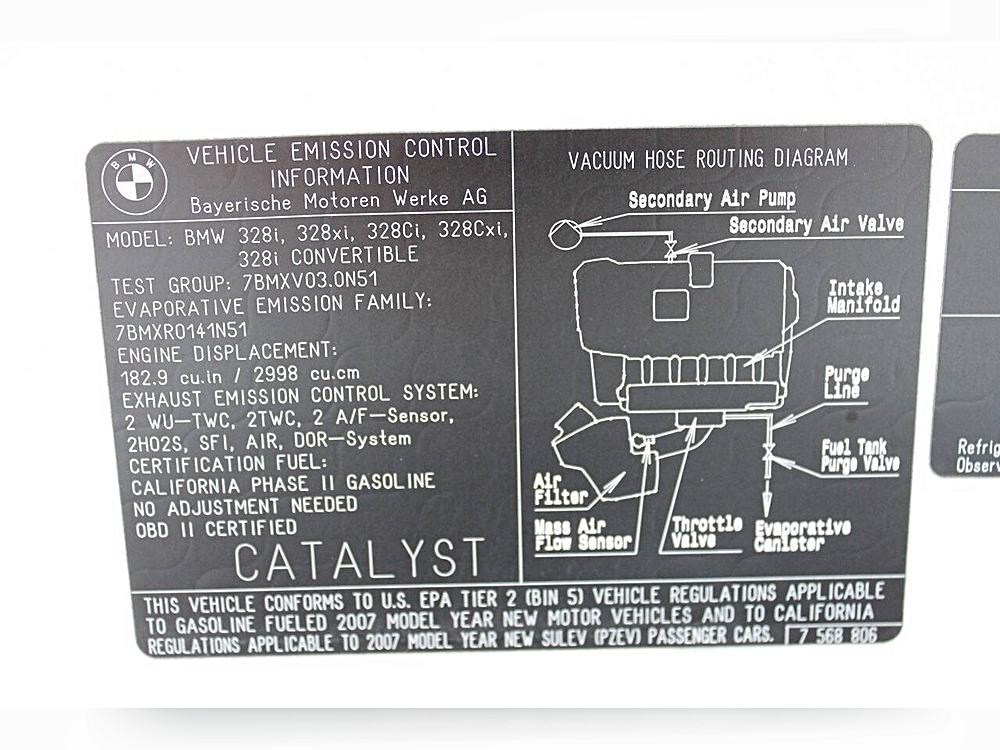 BMW
VEHICLE EMISSION CONTROL
INFORMATION
Bayerische Motoren Werke AG
MODEL: BMW 328i, 328xi, 328Ci, 328Cxi,
328i CONVERTIBLE
TEST GROUP: 7BMXV03.0N51
EVAPORATIVE EMISSION FAMILY:
7BMXR0141N51
ENGINE DISPLACEMENT:
182.9 cu.in / 2998 cu.cm
EXHAUST EMISSION CONTROL SYSTEM:
2 WU-TWC, 2TWC, 2 A/F-Sensor,
2HO2S, SFI, AIR, DOR-System
CERTIFICATION FUEL:
CALIFORNIA PHASE II GASOLINE
NO ADJUSTMENT NEEDED
OBD II CERTIFIED
CATALYST
VACUUM HOSE ROUTING DIAGRAM
Secondary Air Pump
Secondary Air Valve
Intake
Manifold
Purge
Line
Fuel Tank
Purge Valve
Air
Filter
Mass Air
Flow Sensor
Throttle
Valve
Evaporative
Canister
THIS VEHICLE CONFORMS TO U.S. EPA TIER 2 (BIN 5) VEHICLE REGULATIONS APPLICABLE
TO GASOLINE FUELED 2007 MODEL YEAR NEW MOTOR VEHICLES AND TO CALIFORNIA
REGULATIONS APPLICABLE TO 2007 MODEL YEAR NEW SULEV (PZEV) PASSENGER CARS.
7 568 806
Refrig
Observ